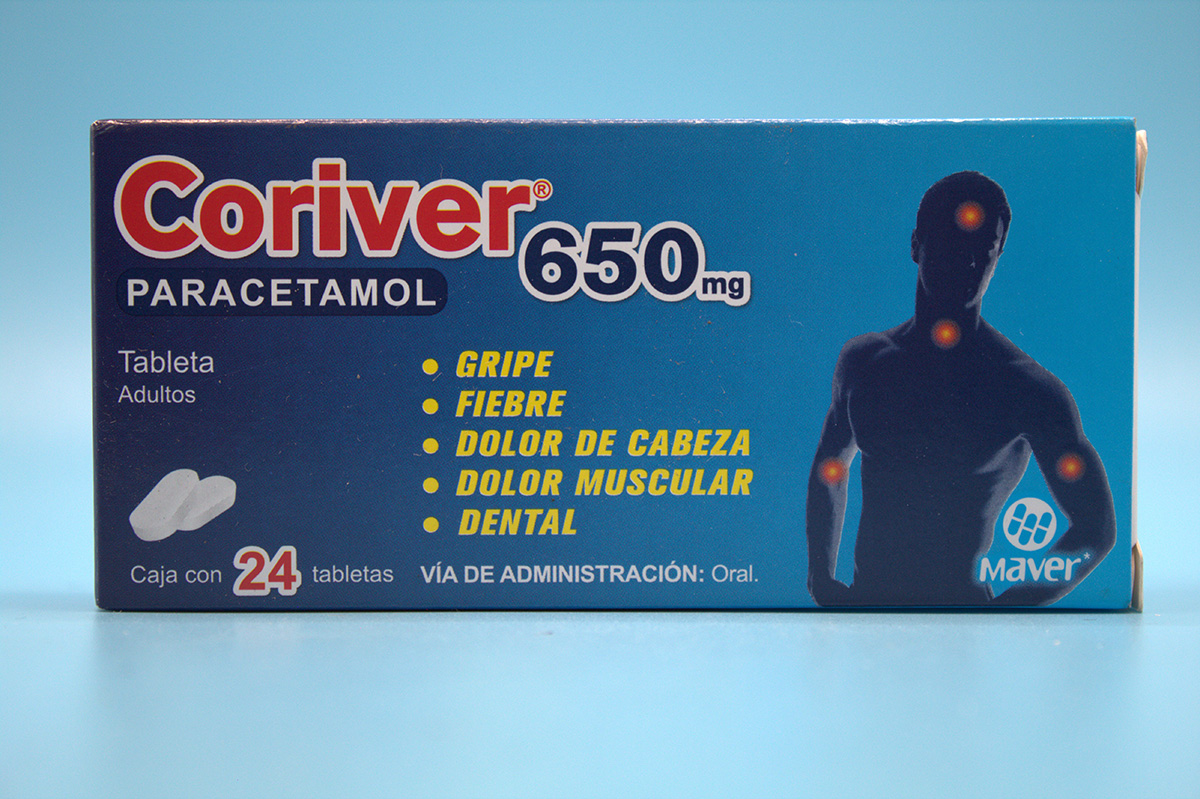 Coriver®
650mg
PARACETAMOL
Tableta
Adultos
• GRIPE
• FIEBRE
• DOLOR DE CABEZA
• DOLOR MUSCULAR
• DENTAL
Caja con 24 tabletas
VÍA DE ADMINISTRACIÓN: Oral.
Maver*